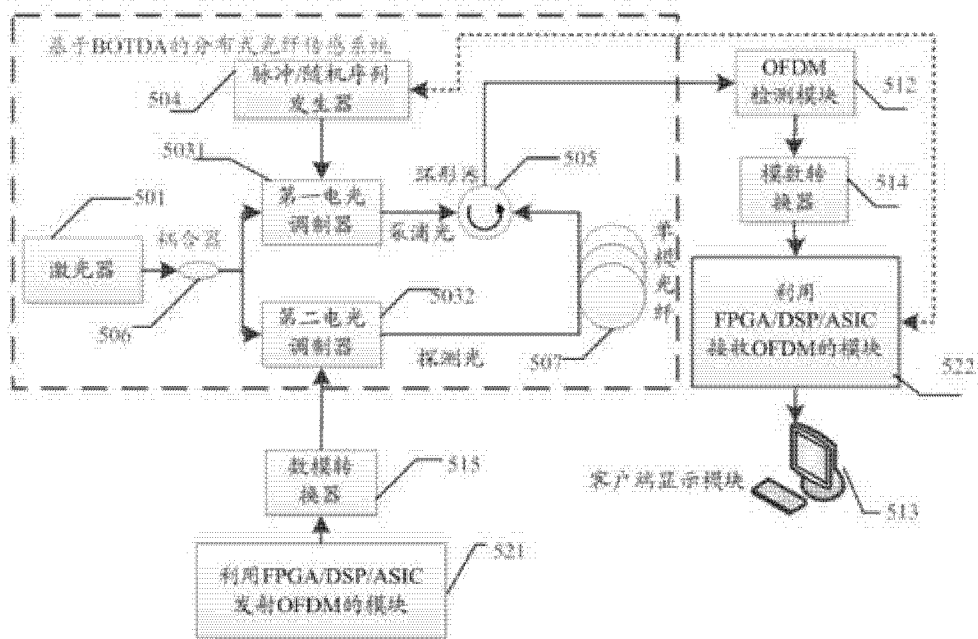 基于BOTDA的分布式光纤传感系统
504
脉冲/随机序列
发生器
OFDM
检测模块
512
5031
环形器
505
501
第一电光
调制器
模数转
换器
514
耦合器
泵浦光
单模光纤
激光器
506
第二电光
调制器
5032
利用
FPGA/DSP/ASIC
接收OFDM的模块
探测光
507
522
数模转
换器
515
客户端显示模块
513
利用FPGA/DSP/ASIC
发射OFDM的模块
521